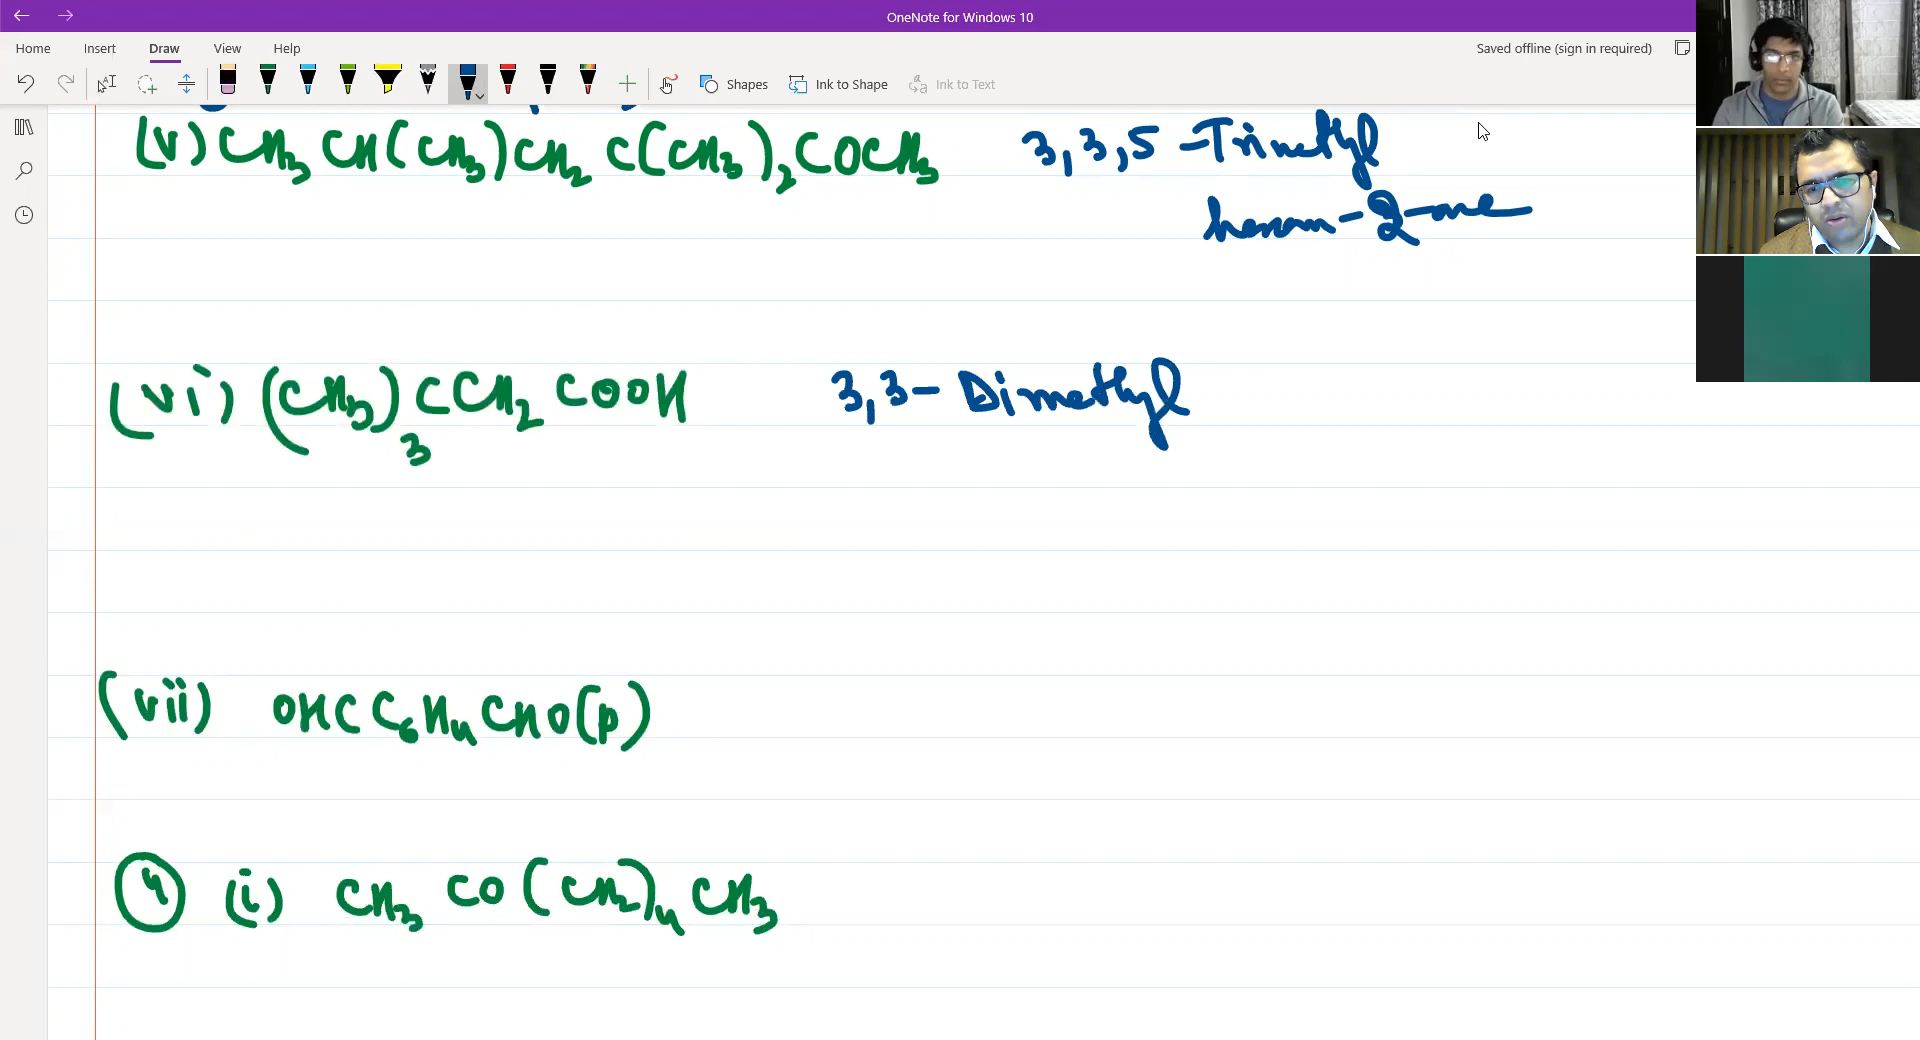 OneNote for Windows 10
Home Insert Draw View Help
Saved offline (sign in required)
Shapes Ink to Shape Ink to Text
(v) CH3 CH(CH3)CH2 C(CH3)2COCH3 3,3,5 -Trimethyl
hexan-2-one
(vi) (CH3)3 CCH2 COOH 3,3- Dimethyl
(vii) OHC C6H4 CHO(p)
4 (i) CH3 CO (CH2)4 CH3